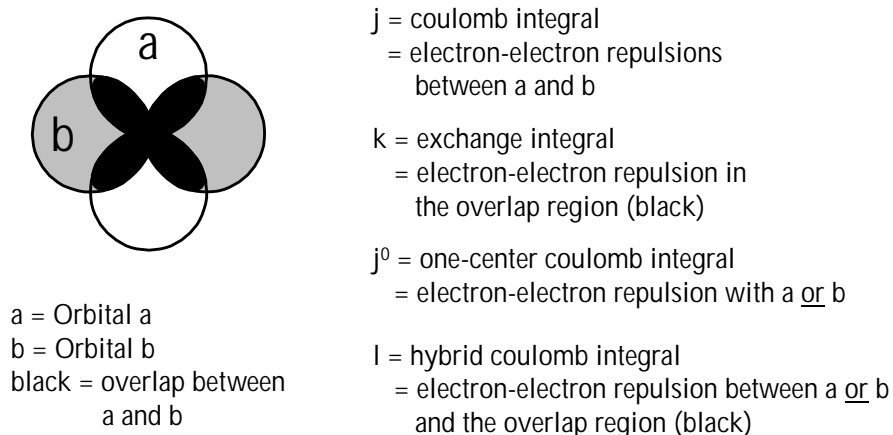 a
b
a = Orbital a
b = Orbital b
black = overlap between
a and b
j = coulomb integral
= electron-electron repulsions
between a and b
k = exchange integral
= electron-electron repulsion in
the overlap region (black)
j⁰ = one-center coulomb integral
= electron-electron repulsion with a or b
l = hybrid coulomb integral
= electron-electron repulsion between a or b
and the overlap region (black)